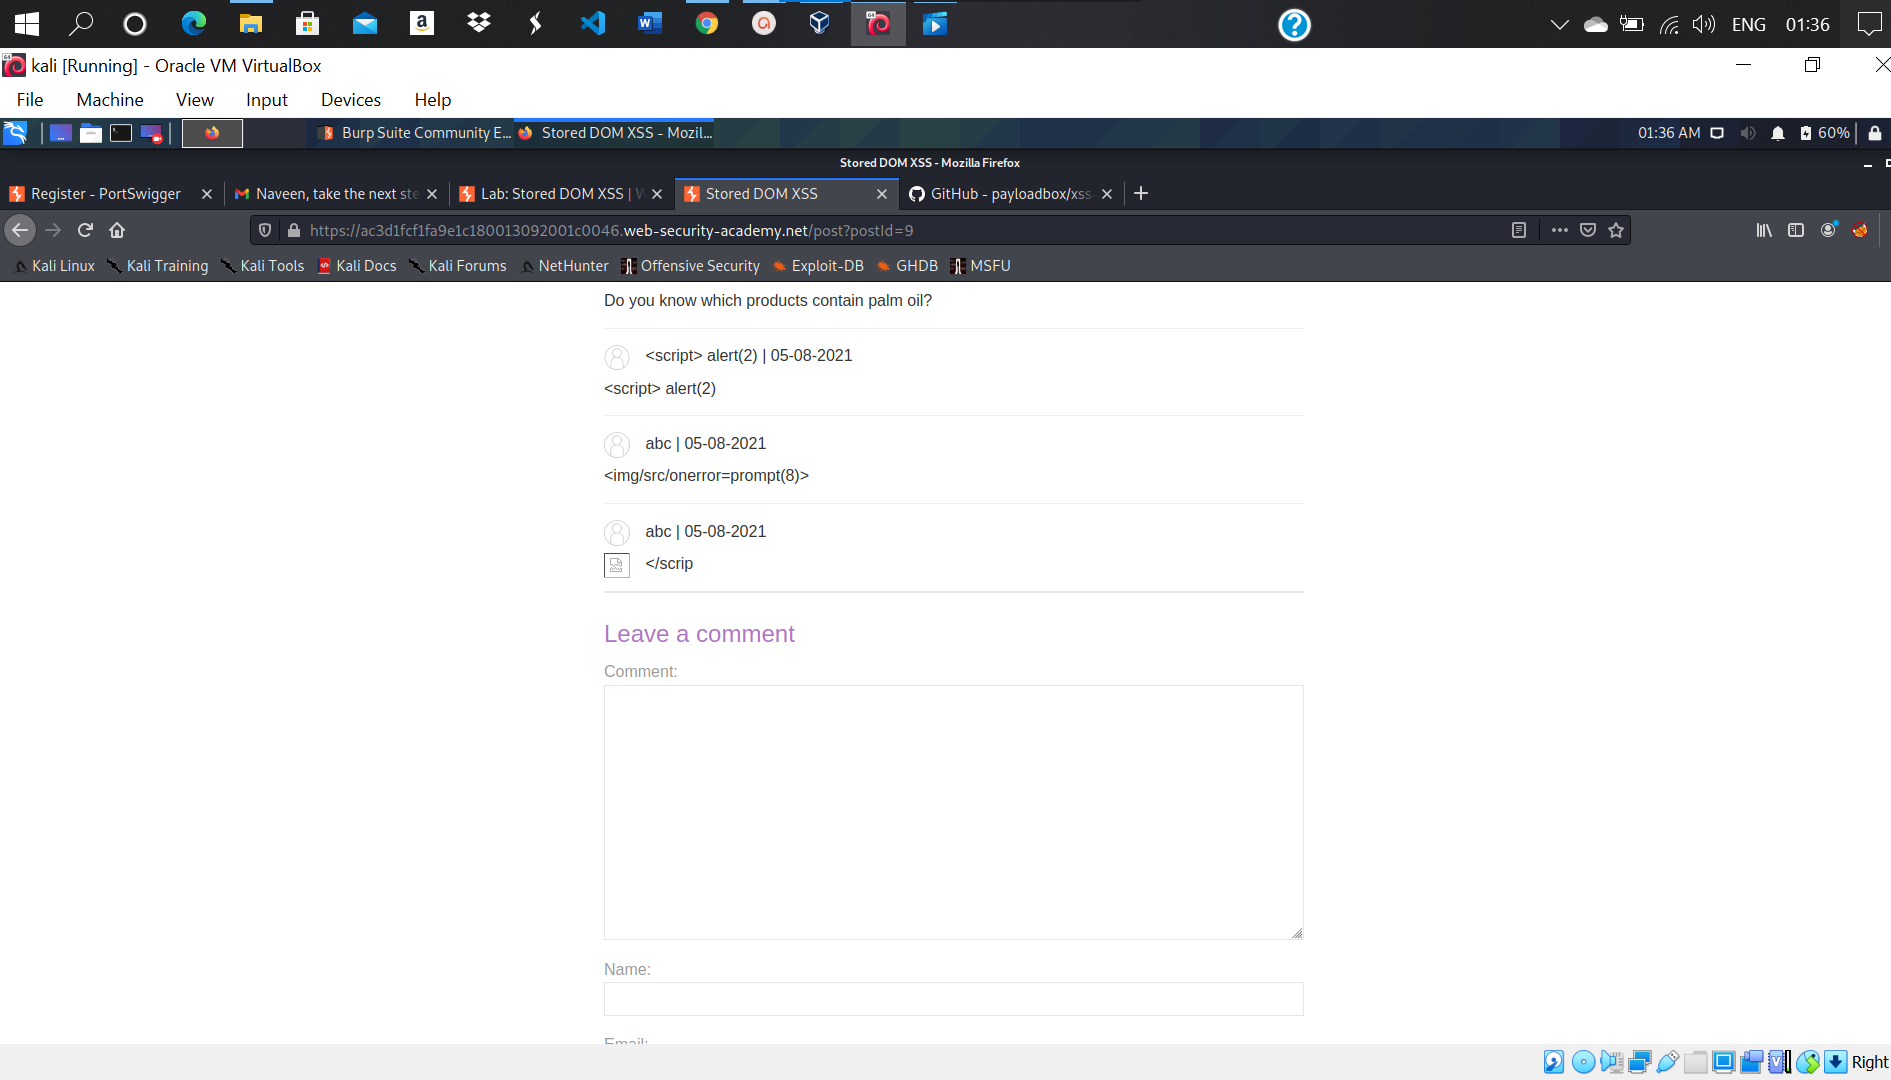 ENG 01:36
kali [Running] - Oracle VM VirtualBox
File Machine View Input Devices Help
Burp Suite Community E... Stored DOM XSS - Mozil... 01:36 AM 60%
Stored DOM XSS - Mozilla Firefox
Register - PortSwigger Naveen, take the next ste Lab: Stored DOM XSS | W Stored DOM XSS GitHub - payloadbox/xss-
https://ac3d1fcf1fa9e1c180013092001c0046.web-security-academy.net/post?postId=9
Kali Linux Kali Training Kali Tools Kali Docs Kali Forums NetHunter Offensive Security Exploit-DB GHDB MSFU
Do you know which products contain palm oil?
<script> alert(2) | 05-08-2021
<script> alert(2)
abc | 05-08-2021
<img/src/onerror=prompt(8)>
abc | 05-08-2021
</scrip
Leave a comment
Comment:
Name:
Email:
Right